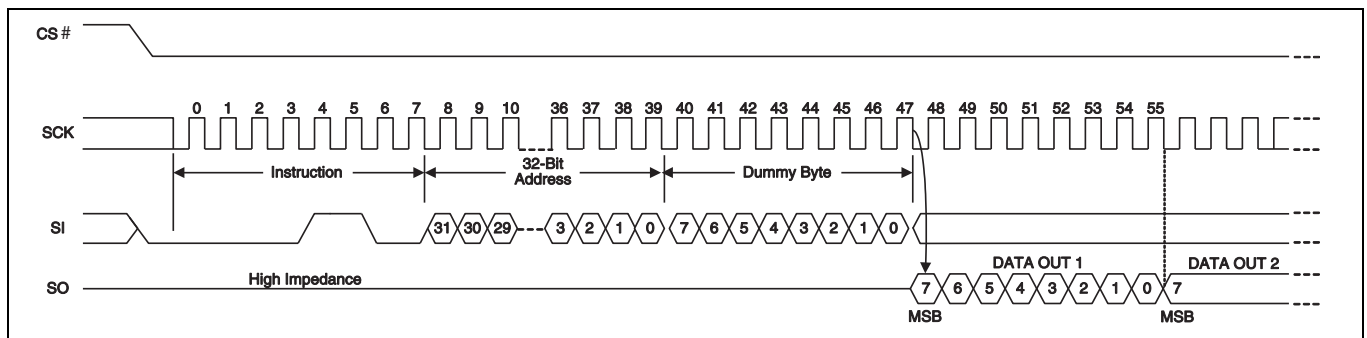 CS #
0 1 2 3 4 5 6 7 8 9 10 36 37 38 39 40 41 42 43 44 45 46 47 48 49 50 51 52 53 54 55
SCK
Instruction
32-Bit
Address
Dummy Byte
SI
31 30 29 3 2 1 0 7 6 5 4 3 2 1 0
High Impedance
DATA OUT 1
DATA OUT 2
SO
7 6 5 4 3 2 1 0 7
MSB
MSB